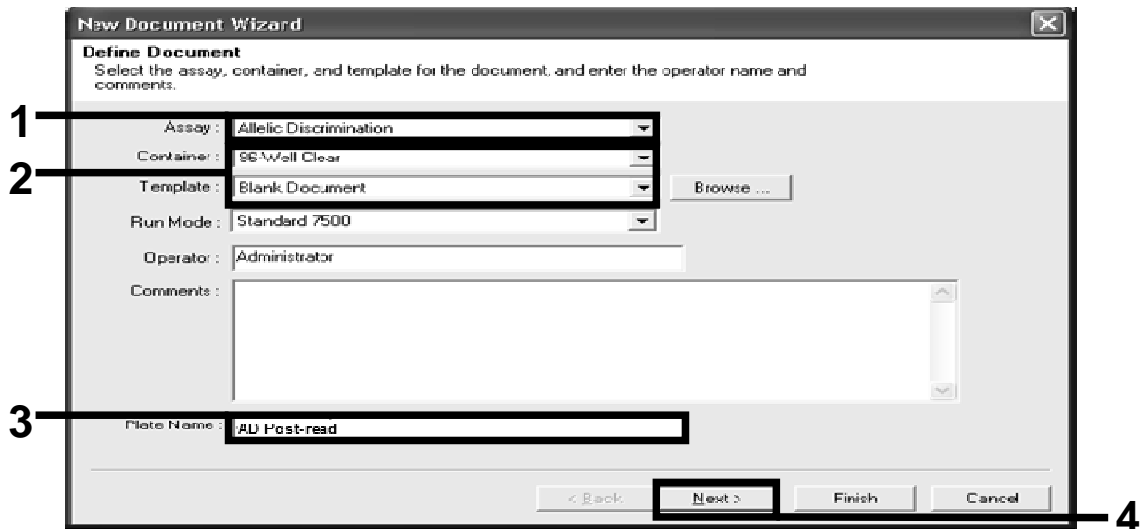 New Document Wizard
Define Document
Select the assay, container, and template for the document, and enter the operator name and
comments.
1
Assay : Allelic Discrimination
Container : 96-Well Clear
2
Template : Blank Document Browse ...
Run Mode : Standard 7500
Operator : Administrator
Comments :
3
Plate Name : AD Post-read
< Back Next > Finish Cancel
4